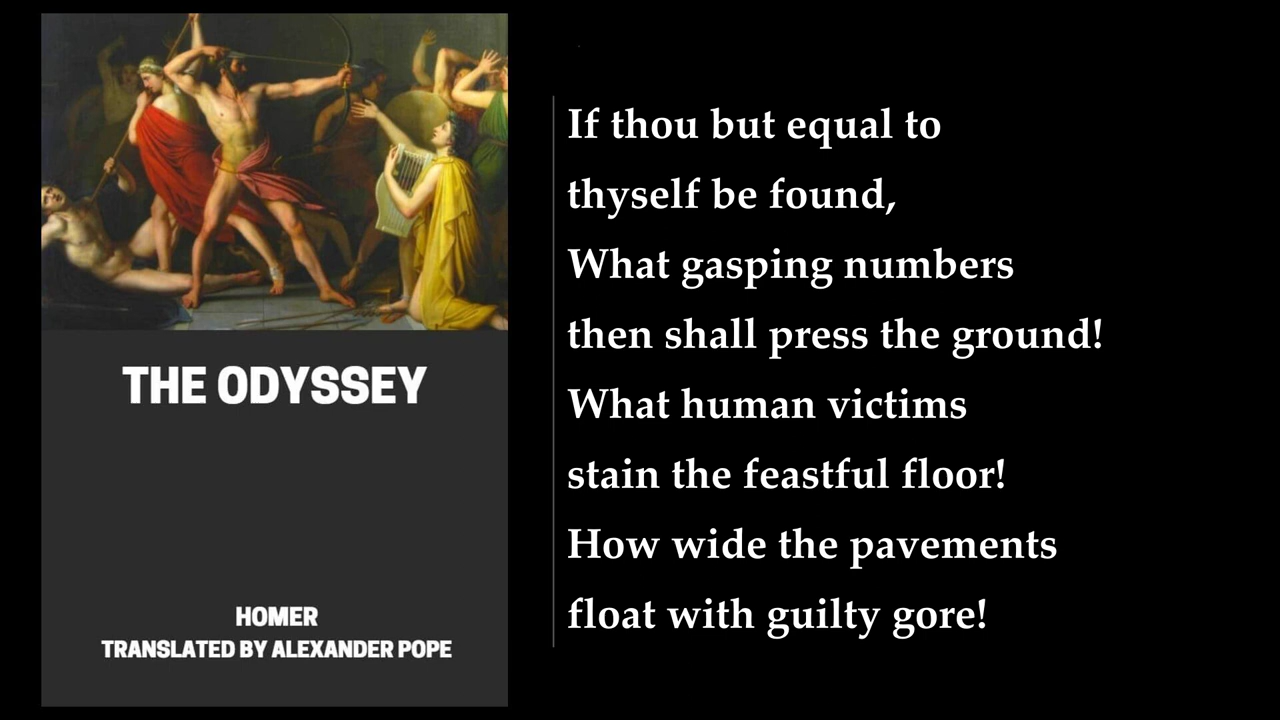 THE ODYSSEY
HOMER
TRANSLATED BY ALEXANDER POPE
If thou but equal to
thyself be found,
What gasping numbers
then shall press the ground!
What human victims
stain the feastful floor!
How wide the pavements
float with guilty gore!